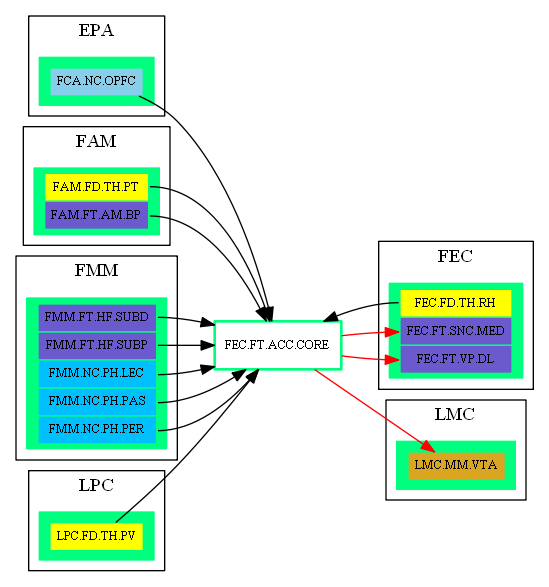 EPA
FCA.NC.OPFC
FAM
FAM.FD.TH.PT
FAM.FT.AM.BP
FMM
FMM.FT.HF.SUBD
FMM.FT.HF.SUBP
FMM.NC.PH.LEC
FMM.NC.PH.PAS
FMM.NC.PH.PER
LPC
LPC.FD.TH.PV
FEC.FT.ACC.CORE
FEC
FEC.FD.TH.RH
FEC.FT.SNC.MED
FEC.FT.VP.DL
LMC
LMC.MM.VTA